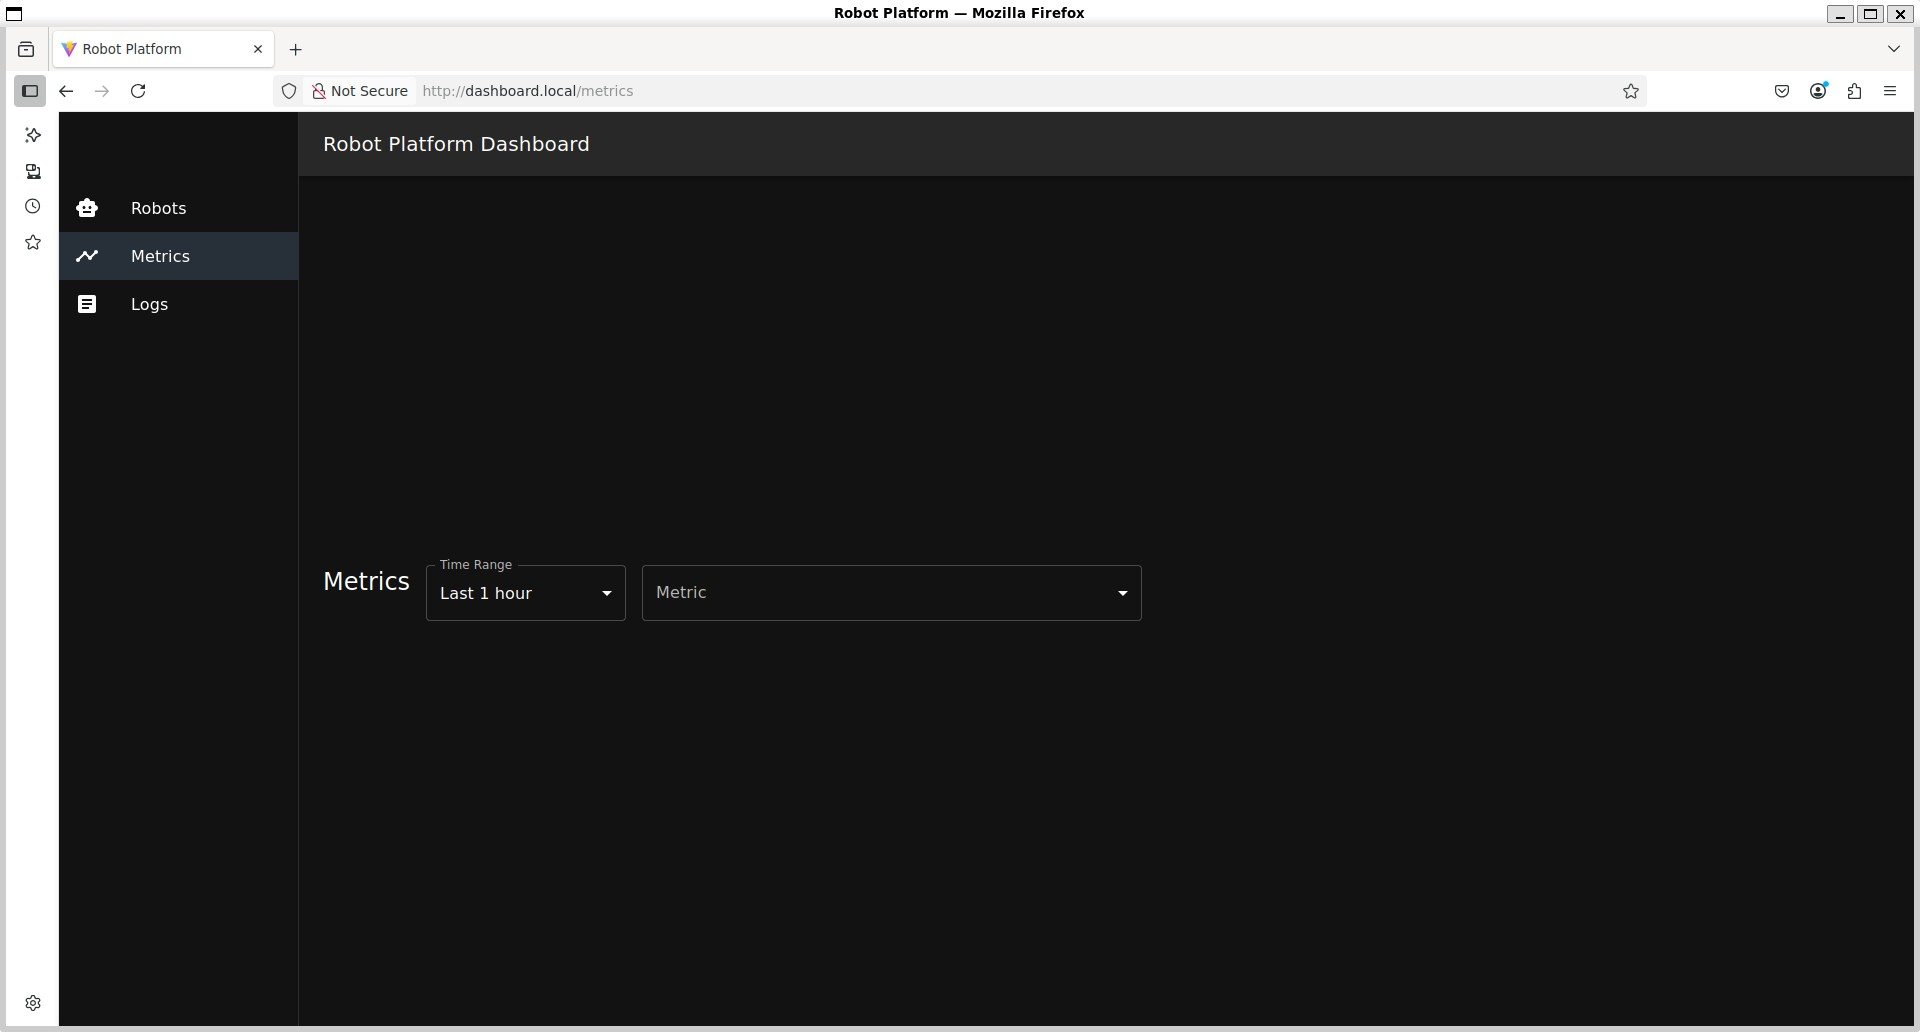 Robot Platform — Mozilla Firefox
Robot Platform
Not Secure http://dashboard.local/metrics
Robot Platform Dashboard
Robots
Metrics
Logs
Metrics
Time Range
Last 1 hour
Metric